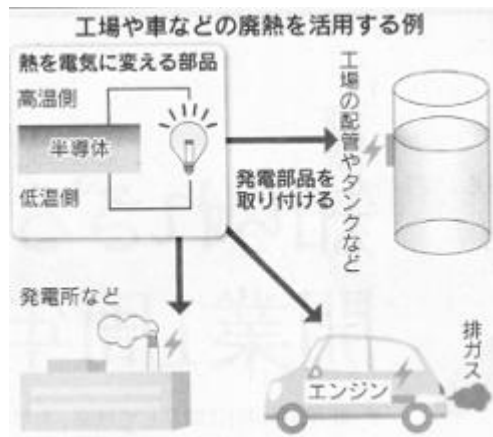 工場や車などの廃熱を活用する例
熱を電気に変える部品
高温側
半導体
低温側
発電部品を
取り付ける
工場の配管やタンクなど
発電所など
エンジン
排ガス